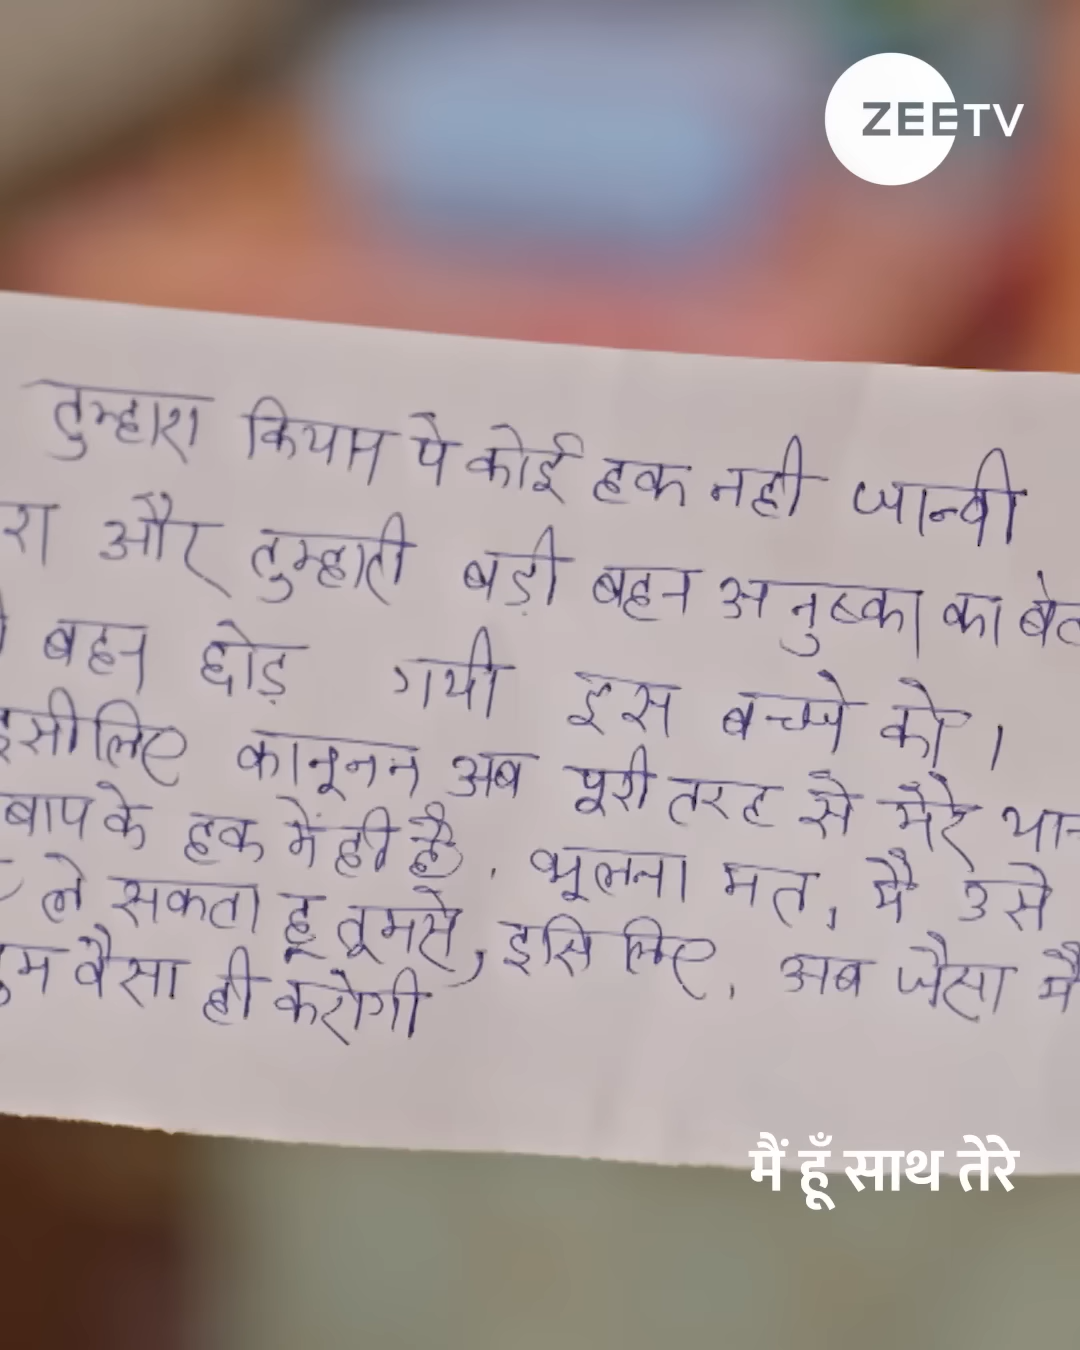 ZEETV
तुम्हारा कियान पे कोई हक नही जान्वी
रा और तुम्हारी बड़ी बहन अनुष्का का बेट
बहन छोड़ गयी इस बच्चे को।
इसीलिए कानूनन अब पूरी तरह से मेरे यान
बाप के हक में ही है, भूलना मत, मै उसे
ले सकता हू तूमसे, इसि लिए, अब जैसा मै
तुम वैसा ही करोगी
मैं हूँ साथ तेरे